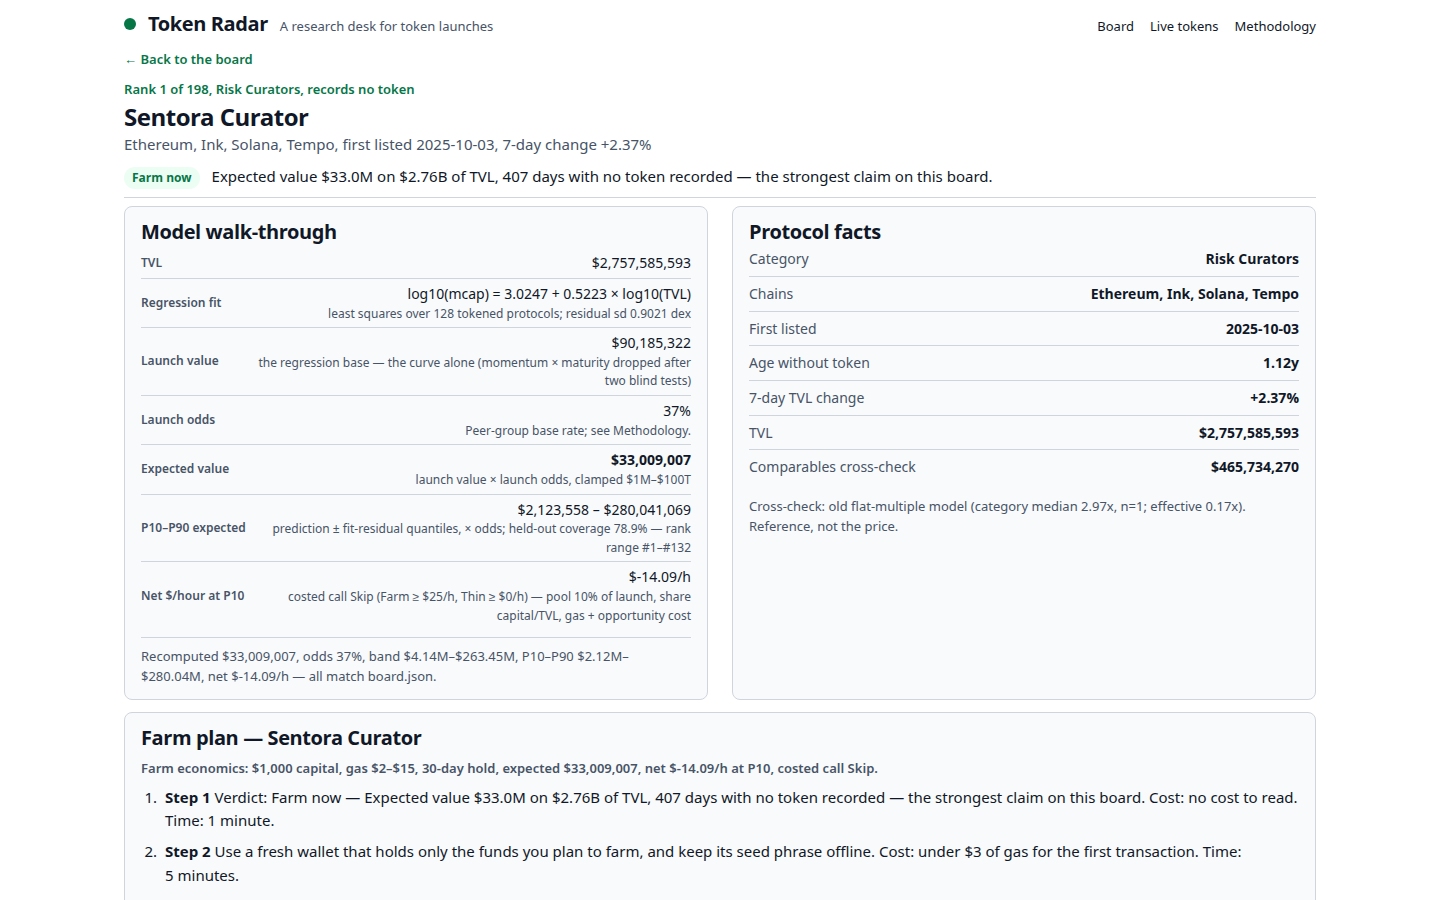 Token Radar A research desk for token launches Board Live tokens Methodology
← Back to the board
Rank 1 of 198, Risk Curators, records no token
Sentora Curator
Ethereum, Ink, Solana, Tempo, first listed 2025-10-03, 7-day change +2.37%
Farm now Expected value $33.0M on $2.76B of TVL, 407 days with no token recorded — the strongest claim on this board.
Model walk-through
TVL $2,757,585,593
Regression fit log10(mcap) = 3.0247 + 0.5223 × log10(TVL)
least squares over 128 tokened protocols; residual sd 0.9021 dex
Launch value $90,185,322
the regression base — the curve alone (momentum × maturity dropped after
two blind tests)
Launch odds 37%
Peer-group base rate; see Methodology.
Expected value $33,009,007
launch value × launch odds, clamped $1M–$100T
P10–P90 expected $2,123,558 – $280,041,069
prediction ± fit-residual quantiles, × odds; held-out coverage 78.9% — rank
range #1–#132
Net $/hour at P10 $-14.09/h
costed call Skip (Farm ≥ $25/h, Thin ≥ $0/h) — pool 10% of launch, share
capital/TVL, gas + opportunity cost
Recomputed $33,009,007, odds 37%, band $4.14M–$263.45M, P10–P90 $2.12M–
$280.04M, net $-14.09/h — all match board.json.
Protocol facts
Category Risk Curators
Chains Ethereum, Ink, Solana, Tempo
First listed 2025-10-03
Age without token 1.12y
7-day TVL change +2.37%
TVL $2,757,585,593
Comparables cross-check $465,734,270
Cross-check: old flat-multiple model (category median 2.97x, n=1; effective 0.17x).
Reference, not the price.
Farm plan — Sentora Curator
Farm economics: $1,000 capital, gas $2–$15, 30-day hold, expected $33,009,007, net $-14.09/h at P10, costed call Skip.
1. Step 1 Verdict: Farm now — Expected value $33.0M on $2.76B of TVL, 407 days with no token recorded — the strongest claim on this board. Cost: no cost to read.
Time: 1 minute.
2. Step 2 Use a fresh wallet that holds only the funds you plan to farm, and keep its seed phrase offline. Cost: under $3 of gas for the first transaction. Time:
5 minutes.